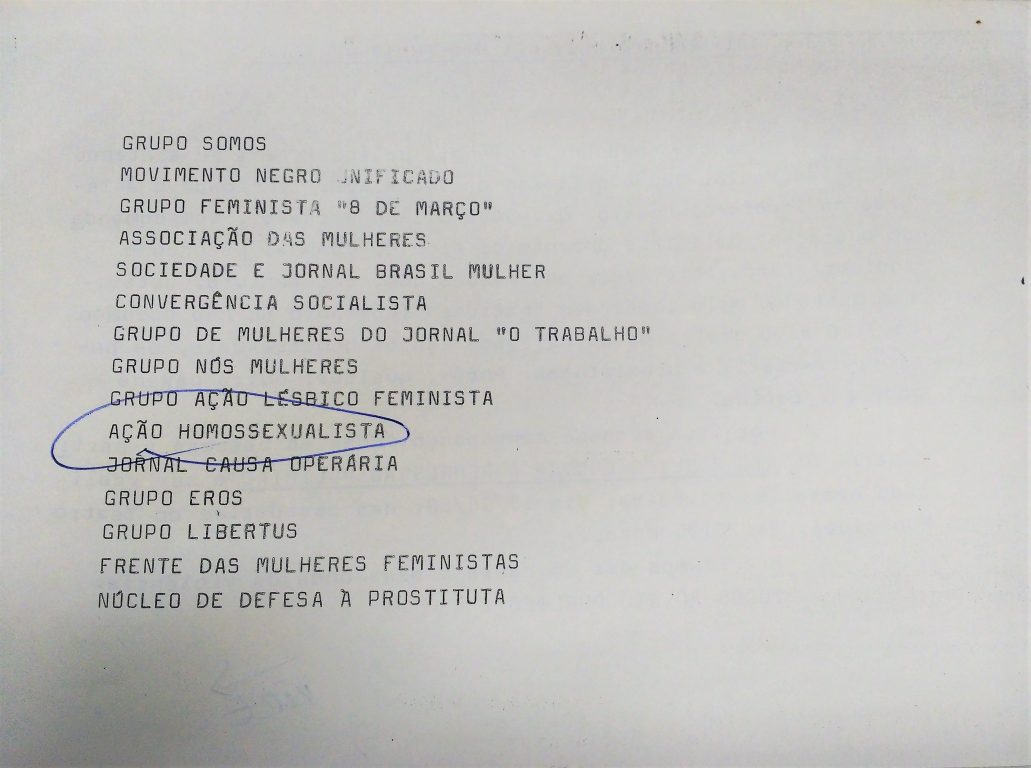 GRUPO SOMOS
MOVIMENTO NEGRO UNIFICADO
GRUPO FEMINISTA "8 DE MARÇO"
ASSOCIAÇÃO DAS MULHERES
SOCIEDADE E JORNAL BRASIL MULHER
CONVERGÊNCIA SOCIALISTA
GRUPO DE MULHERES DO JORNAL "O TRABALHO"
GRUPO NÓS MULHERES
GRUPO AÇÃO LÉSBICO FEMINISTA
AÇÃO HOMOSSEXUALISTA
JORNAL CAUSA OPERÁRIA
GRUPO EROS
GRUPO LIBERTUS
FRENTE DAS MULHERES FEMINISTAS
NÚCLEO DE DEFESA À PROSTITUTA